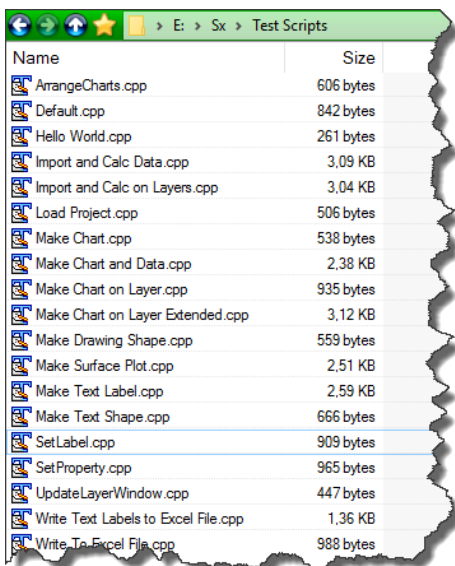 E: Sx Test Scripts
Name Size
ArrangeCharts.cpp 606 bytes
Default.cpp 842 bytes
Hello World.cpp 261 bytes
Import and Calc Data.cpp 3,09 KB
Import and Calc on Layers.cpp 3,04 KB
Load Project.cpp 506 bytes
Make Chart.cpp 538 bytes
Make Chart and Data.cpp 2,38 KB
Make Chart on Layer.cpp 935 bytes
Make Chart on Layer Extended.cpp 3,12 KB
Make Drawing Shape.cpp 559 bytes
Make Surface Plot.cpp 2,51 KB
Make Text Label.cpp 2,59 KB
Make Text Shape.cpp 666 bytes
SetLabel.cpp 909 bytes
SetProperty.cpp 965 bytes
UpdateLayerWindow.cpp 447 bytes
Write Text Labels to Excel File.cpp 1,36 KB
Write To Excel File.cpp 988 bytes